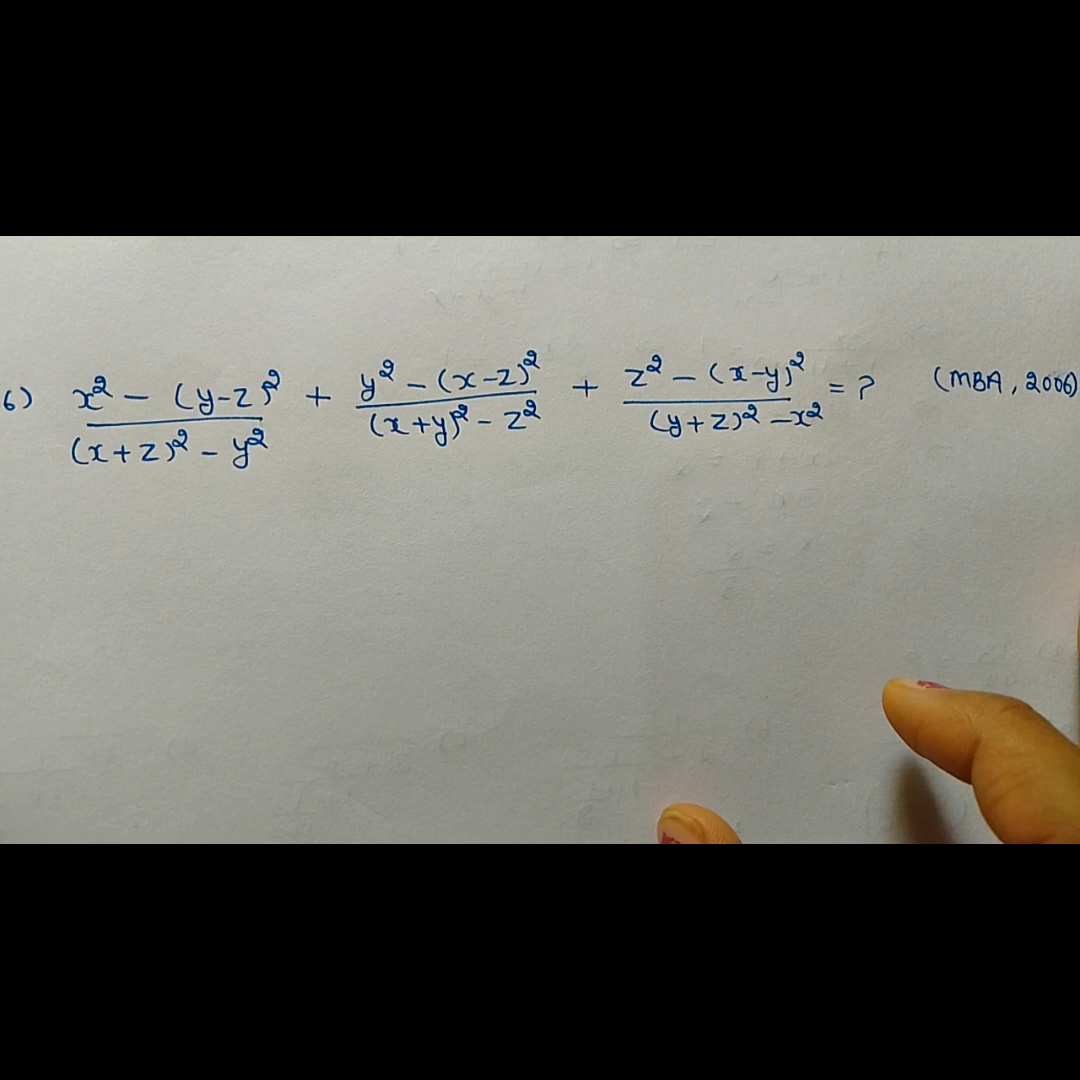 6) x² - (y-z)² / (x+z)² - y² + y² - (x-z)² / (x+y)² - z² + z² - (x-y)² / (y+z)² - x² = ? (MBA, 2006)